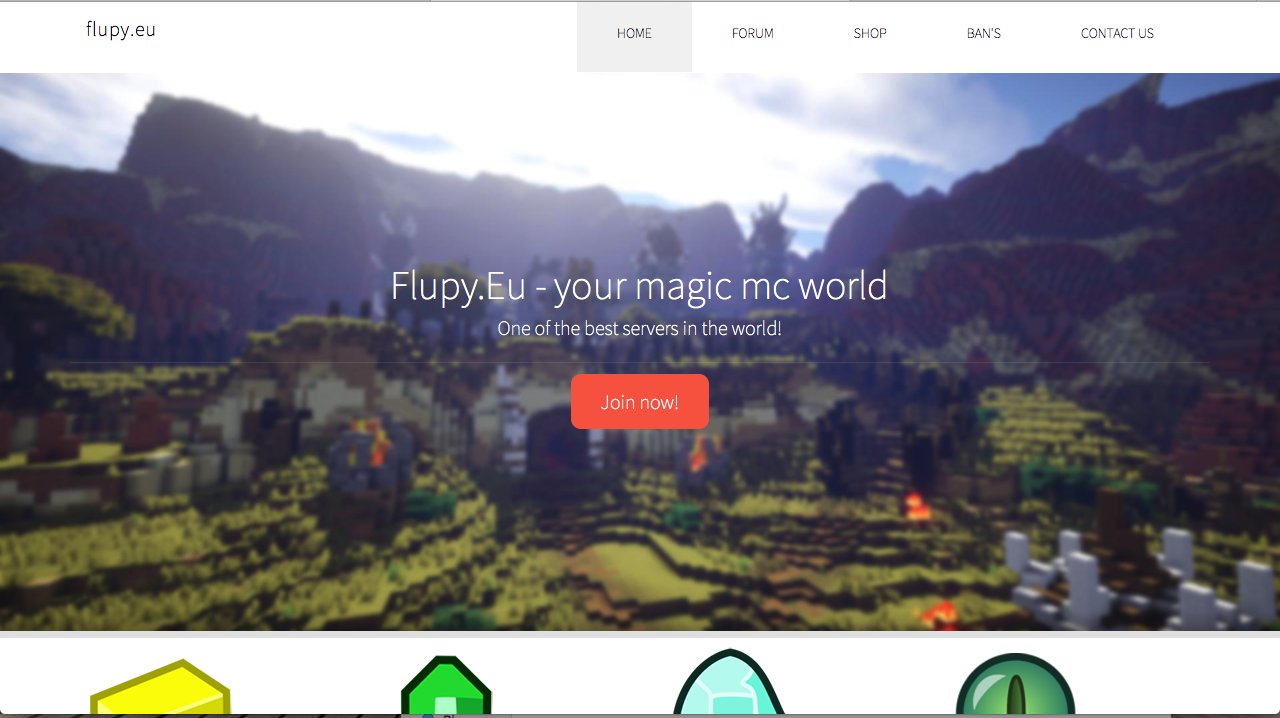 flupy.eu
HOME FORUM SHOP BAN'S CONTACT US
Flupy.Eu - your magic mc world
One of the best servers in the world!
Join now!